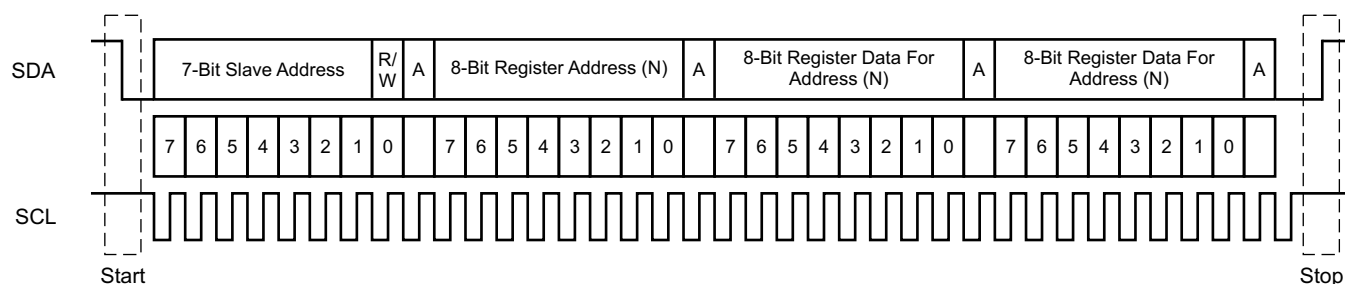 SDA
7-Bit Slave Address
R/
W
A
8-Bit Register Address (N)
A
8-Bit Register Data For
Address (N)
A
8-Bit Register Data For
Address (N)
A
7 6 5 4 3 2 1 0 7 6 5 4 3 2 1 0 7 6 5 4 3 2 1 0 7 6 5 4 3 2 1 0
SCL
Start
Stop